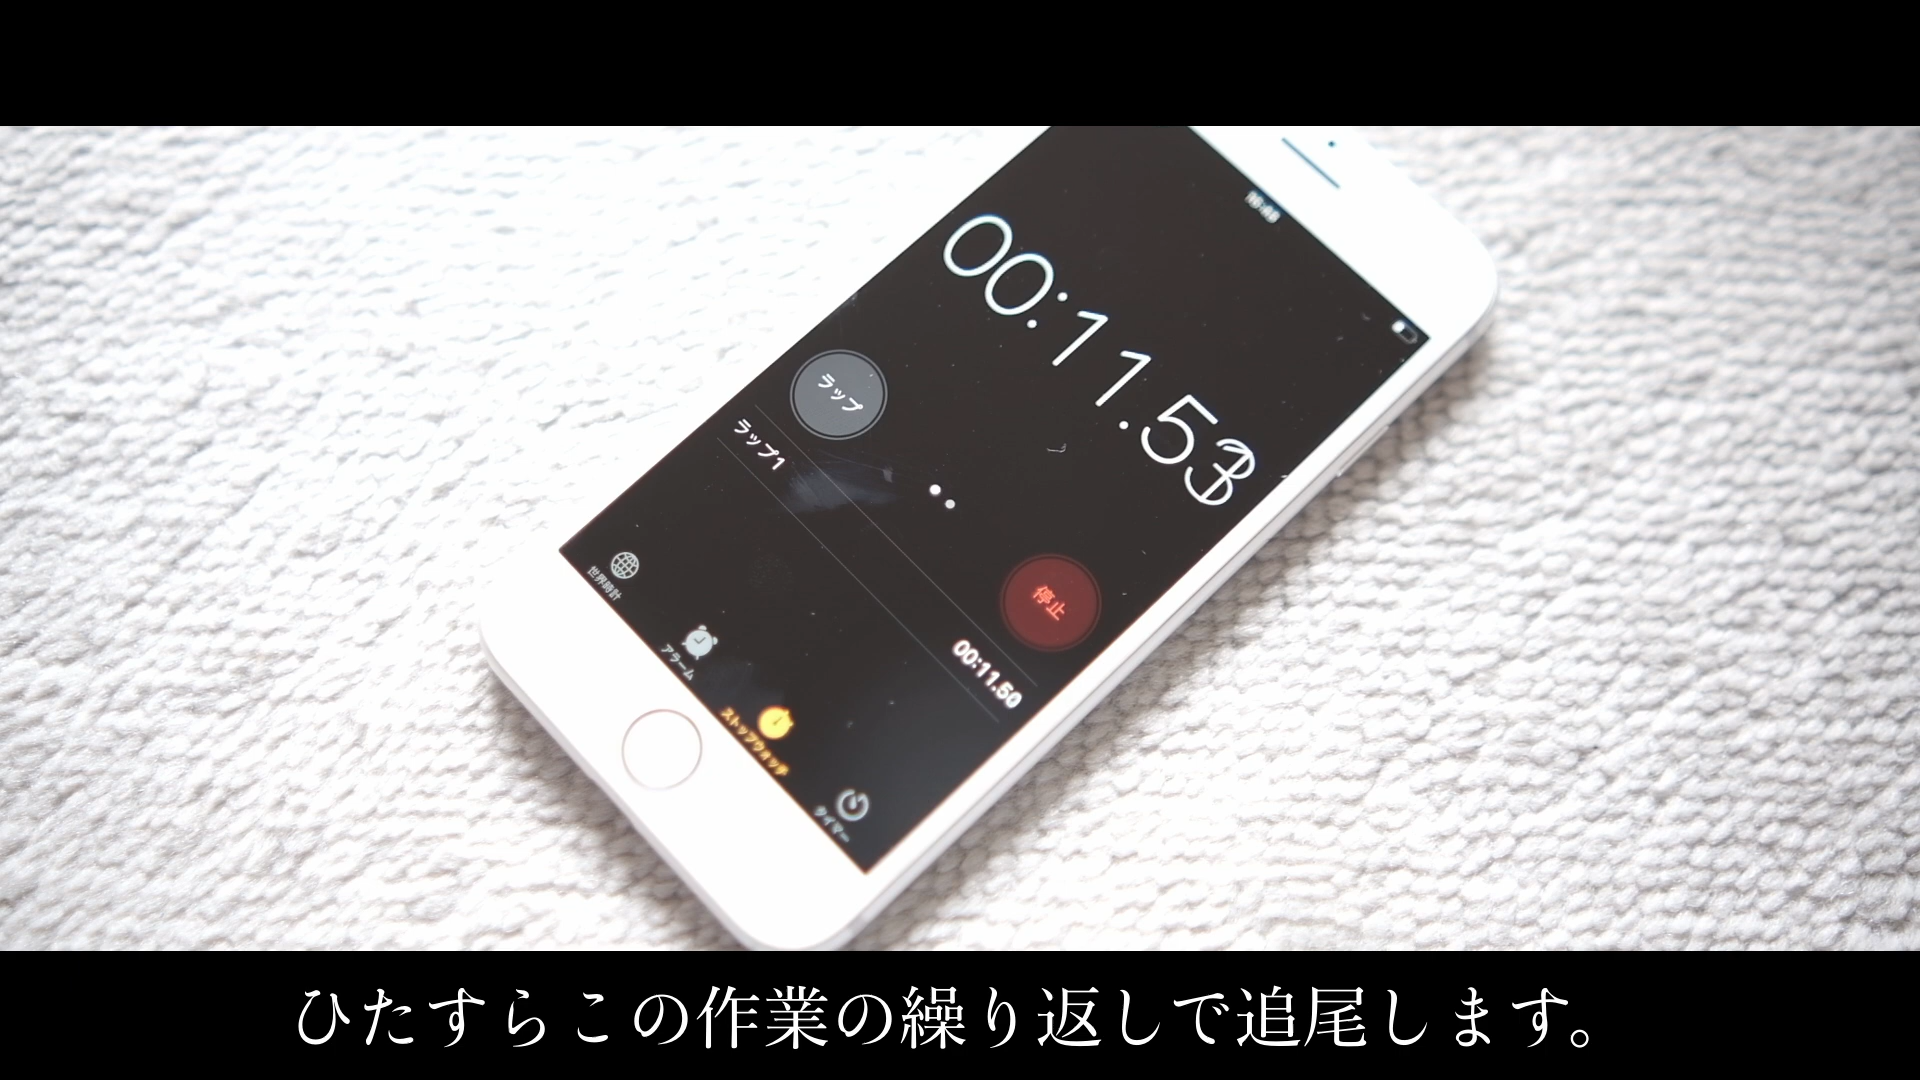 00:11.53
ラップ
停止
ラップ1
00:11.50
世界時計
アラーム
ストップウォッチ
タイマー
ひたすらこの作業の繰り返しで追尾します。